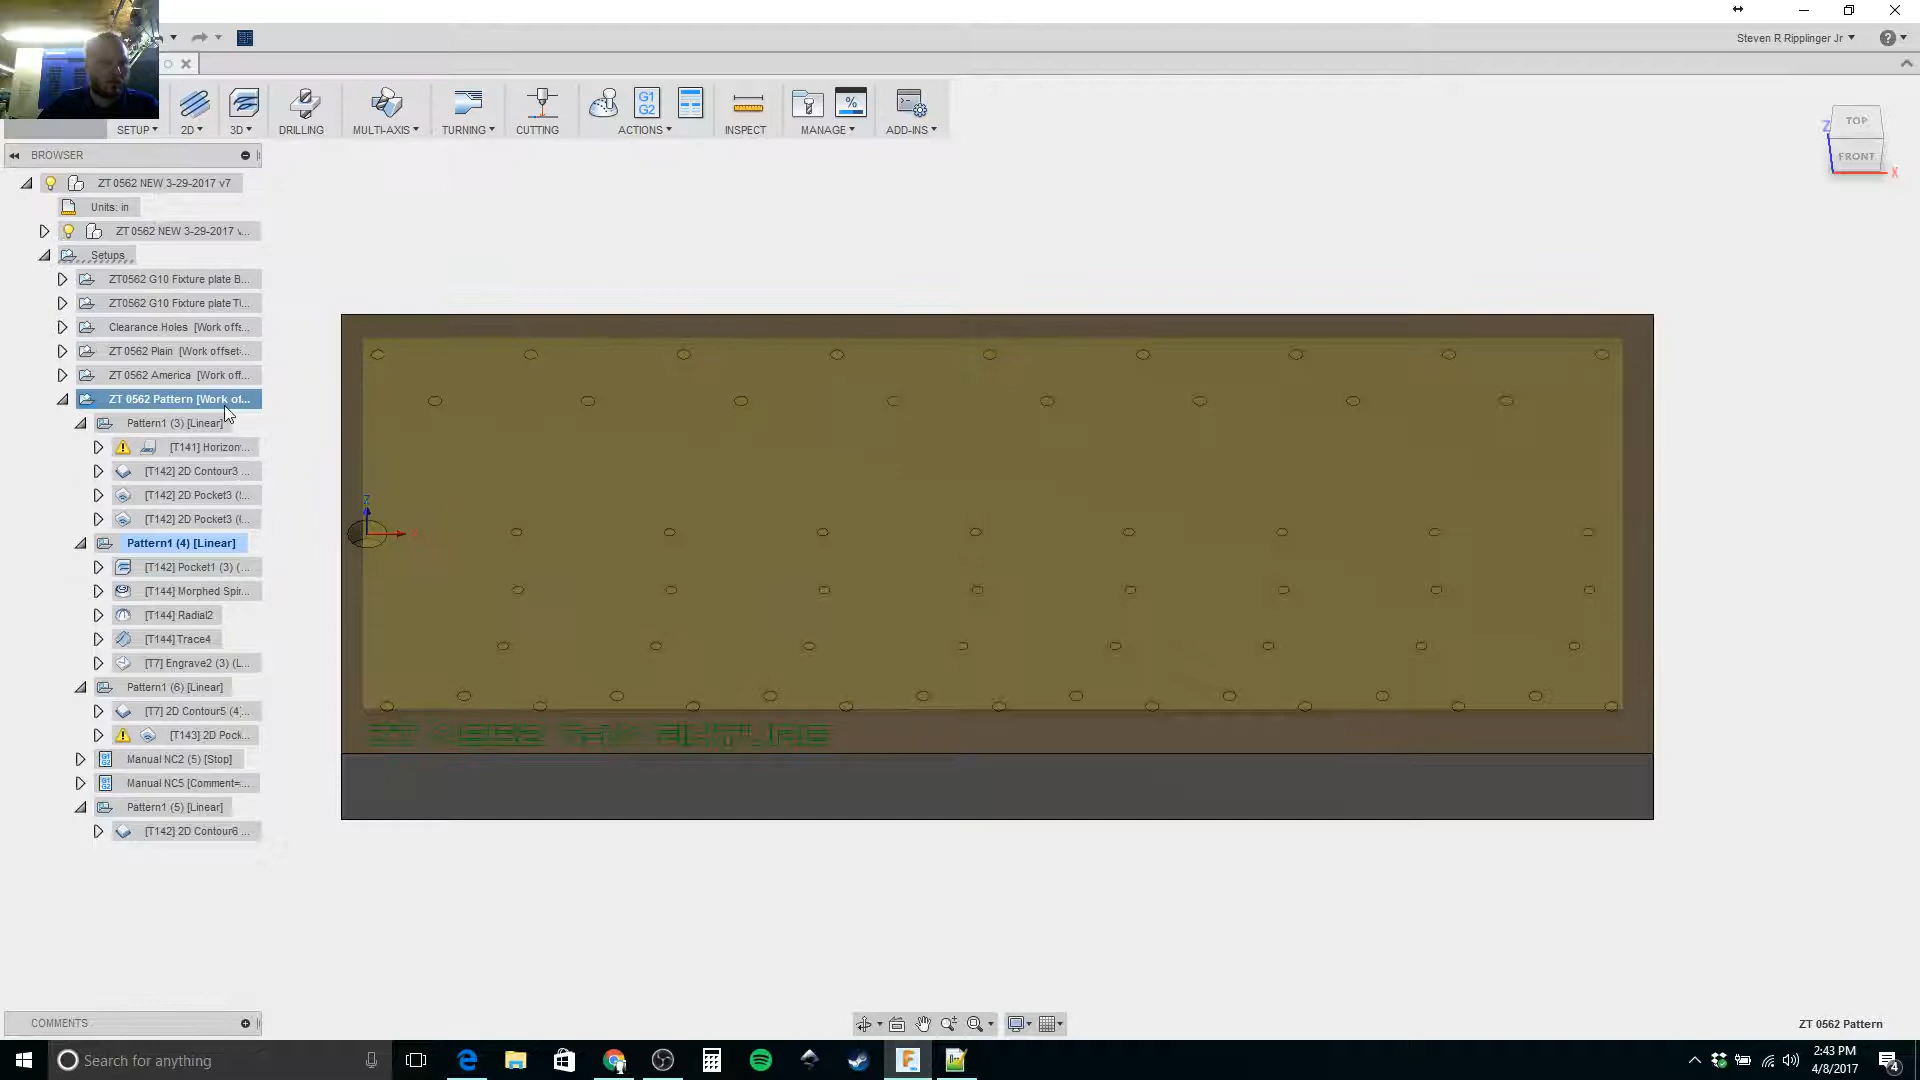 Steven R Ripplinger Jr
SETUP
2D
3D
DRILLING
MULTI-AXIS
TURNING
CUTTING
G1
G2
ACTIONS
INSPECT
%
MANAGE
ADD-INS
TOP
FRONT
Z
X
BROWSER
ZT 0562 NEW 3-29-2017 v7
Units: in
ZT 0562 NEW 3-29-2017 v...
Setups
ZT0562 G10 Fixture plate B...
ZT0562 G10 Fixture plate Ti...
Clearance Holes [Work offs...
ZT 0562 Plain [Work offset-...
ZT 0562 America [Work off...
ZT 0562 Pattern [Work of...
Pattern1 (3) [Linear]
[T141] Horizon...
[T142] 2D Contour3 ...
[T142] 2D Pocket3 (...
[T142] 2D Pocket3 (...
Pattern1 (4) [Linear]
[T142] Pocket1 (3) (...
[T144] Morphed Spir...
[T144] Radial2
[T144] Trace4
[T7] Engrave2 (3) (L...
Pattern1 (6) [Linear]
[T7] 2D Contour5 (4)...
[T143] 2D Pock...
Manual NC2 (5) [Stop]
Manual NC5 [Comment=...
Pattern1 (5) [Linear]
[T142] 2D Contour6 ...
COMMENTS
ZT 0562 Pattern
Search for anything
2:43 PM
4/8/2017
4